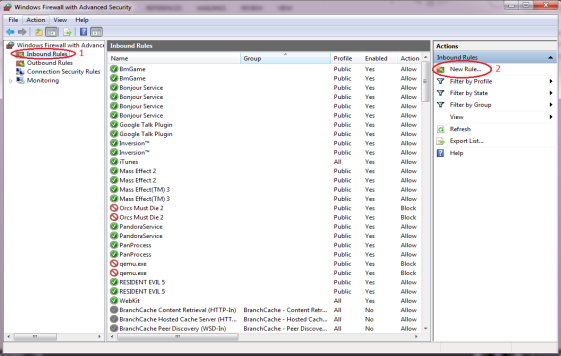 Windows Firewall with Advanced Security
File Action View Help
Windows Firewall with Advanc
Inbound Rules 1
Outbound Rules
Connection Security Rules
Monitoring
Inbound Rules
Name Group Profile Enabled Action
BmGame Public Yes Allow
BmGame Public Yes Allow
Bonjour Service Public Yes Allow
Bonjour Service Public Yes Allow
Bonjour Service Public Yes Allow
Bonjour Service Public Yes Allow
Google Talk Plugin Public Yes Allow
Google Talk Plugin Public Yes Allow
Inversion™ Public Yes Allow
Inversion™ Public Yes Allow
iTunes All Yes Allow
Mass Effect 2 Public Yes Allow
Mass Effect 2 Public Yes Allow
Mass Effect(TM) 3 Public Yes Allow
Mass Effect(TM) 3 Public Yes Allow
Orcs Must Die 2 Public Yes Block
Orcs Must Die 2 Public Yes Block
PandoraService Public Yes Allow
PandoraService Public Yes Allow
PanProcess Public Yes Allow
PanProcess Public Yes Allow
qemu.exe Public Yes Block
qemu.exe Public Yes Block
RESIDENT EVIL 5 Public Yes Allow
RESIDENT EVIL 5 Public Yes Allow
WebKit All Yes Allow
BranchCache Content Retrieval (HTTP-In) BranchCache - Content Retr... All No Allow
BranchCache Hosted Cache Server (HTT... BranchCache - Hosted Cach... All No Allow
BranchCache Peer Discovery (WSD-In) BranchCache - Peer Discove... All No Allow
Actions
Inbound Rules
New Rule... 2
Filter by Profile
Filter by State
Filter by Group
View
Refresh
Export List...
Help